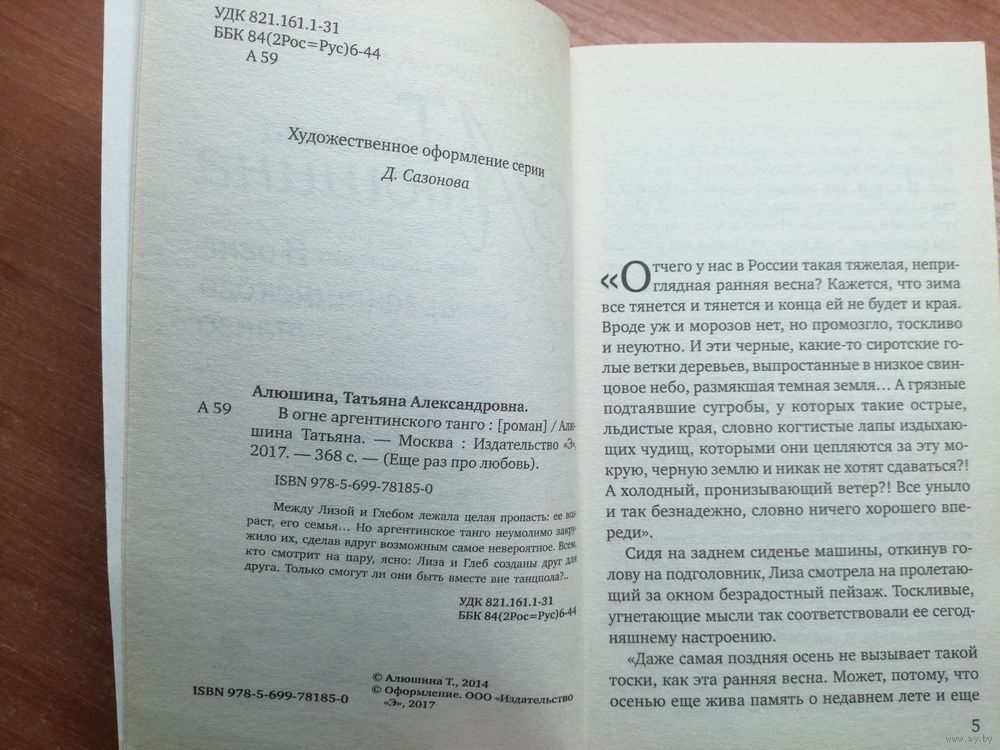 УДК 821.161.1-31
ББК 84(2Рос=Рус)6-44
А 59
Художественное оформление серии
Д. Сазонова
Алюшина, Татьяна Александровна.
А 59
В огне аргентинского танго : [роман] / Алю-
шина Татьяна. — Москва : Издательство «Э»,
2017. — 368 с. — (Еще раз про любовь).
ISBN 978-5-699-78185-0
Между Лизой и Глебом лежала целая пропасть: ее воз-
раст, его семья... Но аргентинское танго неумолимо закру-
жило их, сделав вдруг возможным самое невероятное. Всем,
кто смотрит на пару, ясно: Лиза и Глеб созданы друг для
друга. Только смогут ли они быть вместе вне танцпола?..
УДК 821.161.1-31
ББК 84(2Рос=Рус)6-44
© Алюшина Т., 2014
© Оформление. ООО «Издательство
«Э», 2017
ISBN 978-5-699-78185-0
«Отчего у нас в России такая тяжелая, непри-
глядная ранняя весна? Кажется, что зима
все тянется и тянется и конца ей не будет и края.
Вроде уж и морозов нет, но промозгло, тоскливо
и неуютно. И эти черные, какие-то сиротские го-
лые ветки деревьев, выпростанные в низкое свин-
цовое небо, размякшая темная земля... А грязные
подтаявшие сугробы, у которых такие острые,
льдистые края, словно когтистые лапы издыхаю-
щих чудищ, которыми они цепляются за эту мо-
крую, черную землю и никак не хотят сдаваться?!
А холодный, пронизывающий ветер?! Все уныло
и так безнадежно, словно ничего хорошего впе-
реди».
Сидя на заднем сиденье машины, откинув го-
лову на подголовник, Лиза смотрела на пролетаю-
щий за окном безрадостный пейзаж. Тоскливые,
угнетающие мысли так соответствовали ее сегод-
няшнему настроению.
«Даже самая поздняя осень не вызывает такой
тоски, как эта ранняя весна. Может, потому, что
осенью еще жива память о недавнем лете и еще
5
www.ay.by